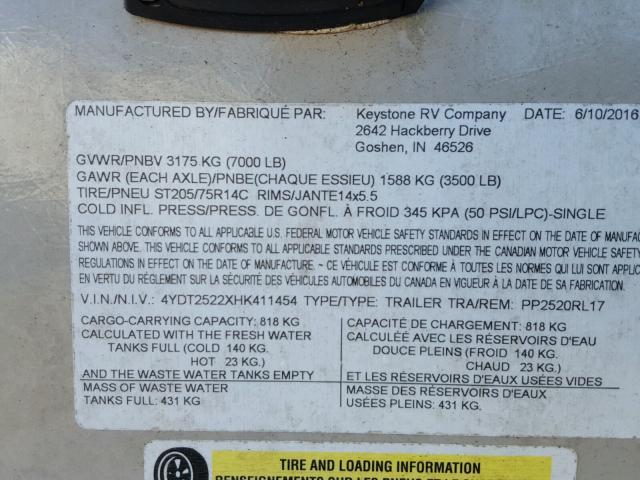 MANUFACTURED BY/FABRIQUÉ PAR: Keystone RV Company DATE: 6/10/2016
2642 Hackberry Drive
Goshen, IN 46526
GVWR/PNBV 3175 KG (7000 LB)
GAWR (EACH AXLE)/PNBE(CHAQUE ESSIEU) 1588 KG (3500 LB)
TIRE/PNEU ST205/75R14C RIMS/JANTE14x5.5
COLD INFL. PRESS/PRESS. DE GONFL. À FROID 345 KPA (50 PSI/LPC)-SINGLE
THIS VEHICLE CONFORMS TO ALL APPLICABLE U.S. FEDERAL MOTOR VEHICLE SAFETY STANDARDS IN EFFECT ON THE DATE OF MANUFAC
SHOWN ABOVE. / THIS VEHICLE CONFORMS TO ALL APPLICABLE STANDARDS PRESCRIBED UNDER THE CANADIAN MOTOR VEHICLE SAFETY
REGULATIONS IN EFFECT ON THE DATE OF MANUFACTURE. - CE VÉHICULE EST CONFORME À TOUTES LES NORMES QUI LUI SONT APPLICABLES
EN VERTU DU RÈGLEMENT SUR LA SÉCURITÉ DES VÉHICULES AUTOMOBILES DU CANADA EN VIGUEUR À LA DATE DE SA FABRICATION.
V.I.N./N.I.V.: 4YDT2522XHK411454 TYPE/TYPE: TRAILER TRA/REM: PP2520RL17
CARGO-CARRYING CAPACITY: 818 KG
CALCULATED WITH THE FRESH WATER
TANKS FULL (COLD 140 KG.
HOT 23 KG.)
AND THE WASTE WATER TANKS EMPTY
MASS OF WASTE WATER
TANKS FULL: 431 KG
CAPACITÉ DE CHARGEMENT: 818 KG
CALCULÉE AVEC LES RÉSERVOIRS D'EAU
DOUCE PLEINS (FROID 140 KG.
CHAUD 23 KG.)
ET LES RÉSERVOIRS D'EAUX USÉES VIDES
MASSE DES RÉSERVOIRS D'EAUX
USÉES PLEINS: 431 KG.
TIRE AND LOADING INFORMATION
RENSEIGNEMENTS SUR LES PNEUS ET LE